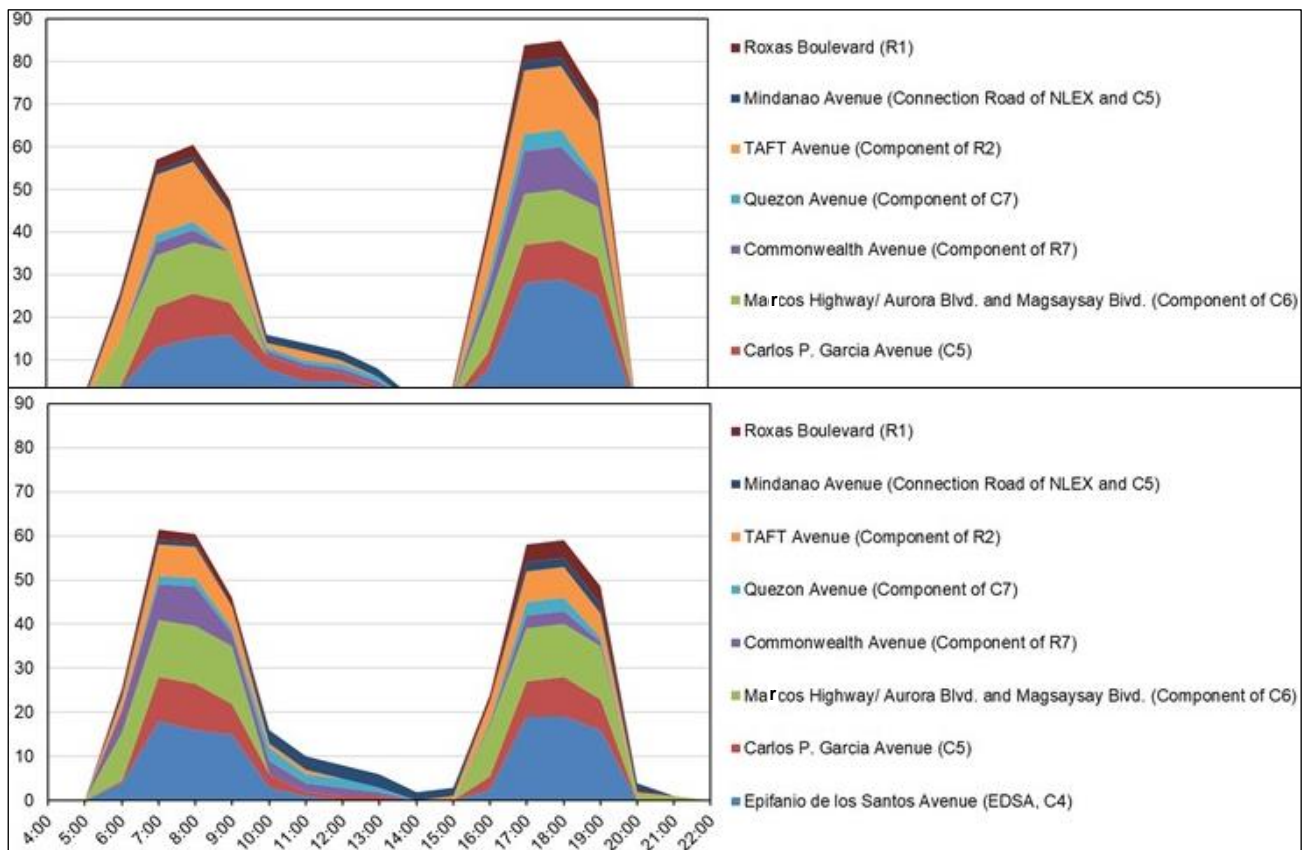 90
80
70
60
50
40
30
20
10
Roxas Boulevard (R1)
Mindanao Avenue (Connection Road of NLEX and C5)
TAFT Avenue (Component of R2)
Quezon Avenue (Component of C7)
Commonwealth Avenue (Component of R7)
Marcos Highway/ Aurora Blvd. and Magsaysay Bivd. (Component of C6)
Carlos P. Garcia Avenue (C5)
90
80
70
60
50
40
30
20
10
0
4:00 5:00 6:00 7:00 8:00 9:00 10:00 11:00 12:00 13:00 14:00 15:00 16:00 17:00 18:00 19:00 20:00 21:00 22:00
Roxas Boulevard (R1)
Mindanao Avenue (Connection Road of NLEX and C5)
TAFT Avenue (Component of R2)
Quezon Avenue (Component of C7)
Commonwealth Avenue (Component of R7)
Marcos Highway/ Aurora Blvd. and Magsaysay Bivd. (Component of C6)
Carlos P. Garcia Avenue (C5)
Epifanio de los Santos Avenue (EDSA, C4)